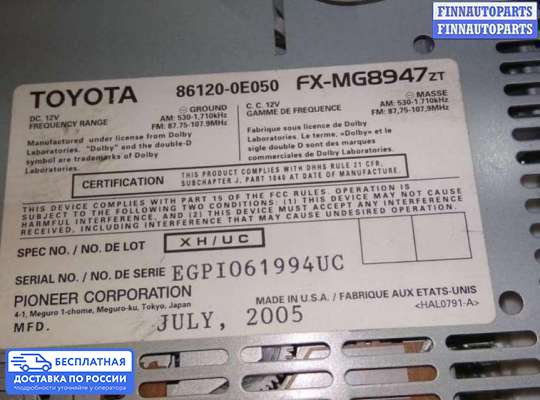 FINNAUTOPARTS
FINNAUTOPARTS
TOYOTA 86120-0E050 FX-MG8947ZT
DC. 12V GROUND
FREQUENCY RANGE AM: 530-1,710kHz
FM: 87.75-107.9MHz
C. C. 12V MASSE
GAMME DE FREQUENCE AM: 530-1,710kHz
FM: 87.75-107.9MHz
Manufactured under license from Dolby
Laboratories. "Dolby" and the double-D
symbol are trademarks of Dolby
Laboratories.
Fabrique sous license de Dolby
Laboratories. Le terme. «Dolby» et le
sigle double D sont des marques
commerciales de Dolby Laboratories.
CERTIFICATION
THIS PRODUCT COMPLIES WITH DHHS RULE 21 CFR,
SUBCHAPTER J, PART 1040 AT DATE OF MANUFACTURE.
THIS DEVICE COMPLIES WITH PART 15 OF THE FCC RULES. OPERATION IS
SUBJECT TO THE FOLLOWING TWO CONDITIONS: (1) THIS DEVICE MAY NOT CAUSE
HARMFUL INTERFERENCE, AND (2) THIS DEVICE MUST ACCEPT ANY INTERFERENCE
RECEIVED, INCLUDING INTERFERENCE THAT MAY CAUSE UNDESIRED OPERATION.
SPEC NO. / NO. DE LOT XH/UC
SERIAL NO. / NO. DE SERIE EGPI061994UC
PIONEER CORPORATION
4-1, Meguro 1-chome, Meguro-ku, Tokyo, Japan
MADE IN U.S.A. / FABRIQUE AUX ETATS-UNIS
MFD. JULY, 2005
<HAL0791-A>
БЕСПЛАТНАЯ
ДОСТАВКА ПО РОССИИ
*подробности уточняйте у оператора